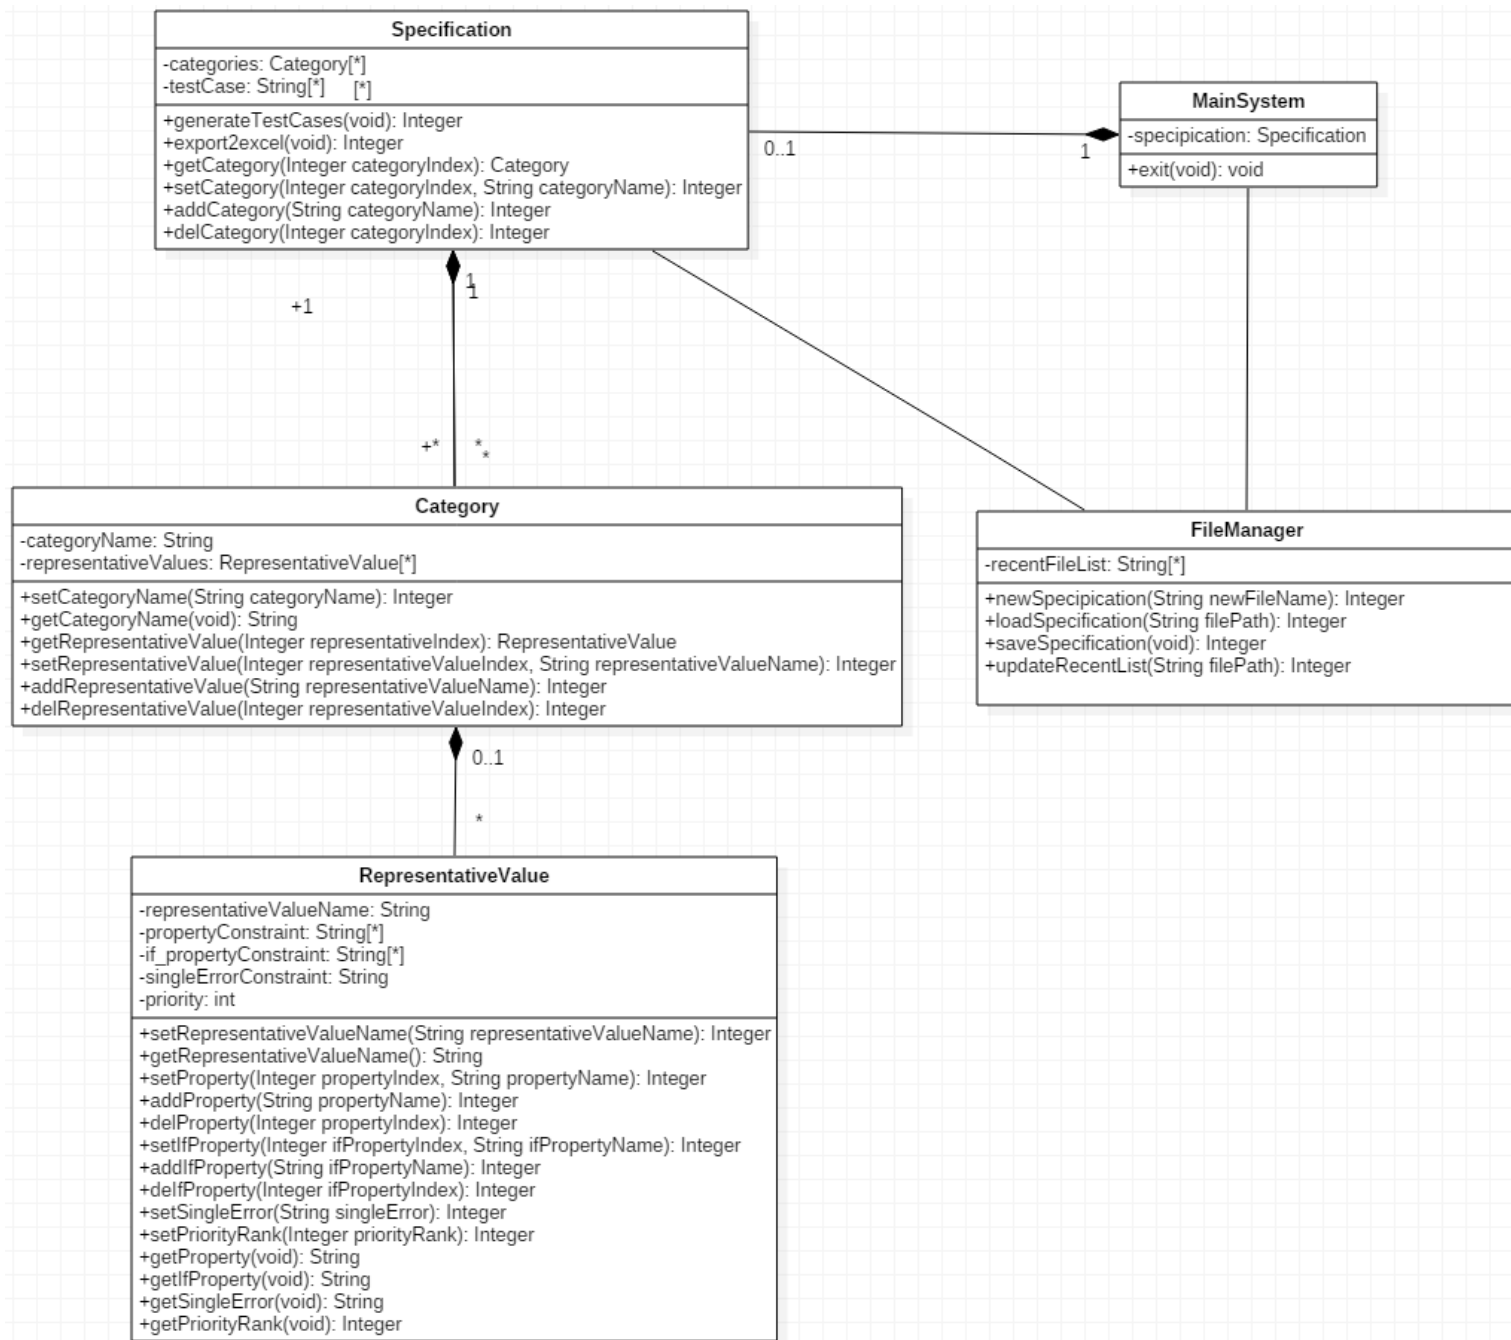 Specification
-categories: Category[*]
-testCase: String[*] [*]
+generateTestCases(void): Integer
+export2excel(void): Integer
+getCategory(Integer categoryIndex): Category
+setCategory(Integer categoryIndex, String categoryName): Integer
+addCategory(String categoryName): Integer
+delCategory(Integer categoryIndex): Integer
MainSystem
-specipication: Specification
+exit(void): void
0..1
1
1
1
+1
+*
*
*
Category
-categoryName: String
-representativeValues: RepresentativeValue[*]
+setCategoryName(String categoryName): Integer
+getCategoryName(void): String
+getRepresentativeValue(Integer representativeIndex): RepresentativeValue
+setRepresentativeValue(Integer representativeValueIndex, String representativeValueName): Integer
+addRepresentativeValue(String representativeValueName): Integer
+delRepresentativeValue(Integer representativeValueIndex): Integer
FileManager
-recentFileList: String[*]
+newSpecipication(String newFileName): Integer
+loadSpecification(String filePath): Integer
+saveSpecification(void): Integer
+updateRecentList(String filePath): Integer
0..1
*
RepresentativeValue
-representativeValueName: String
-propertyConstraint: String[*]
-if_propertyConstraint: String[*]
-singleErrorConstraint: String
-priority: int
+setRepresentativeValueName(String representativeValueName): Integer
+getRepresentativeValueName(): String
+setProperty(Integer propertyIndex, String propertyName): Integer
+addProperty(String propertyName): Integer
+delProperty(Integer propertyIndex): Integer
+setIfProperty(Integer ifPropertyIndex, String ifPropertyName): Integer
+addIfProperty(String ifPropertyName): Integer
+delfProperty(Integer ifPropertyIndex): Integer
+setSingleError(String singleError): Integer
+setPriorityRank(Integer priorityRank): Integer
+getProperty(void): String
+getIfProperty(void): String
+getSingleError(void): String
+getPriorityRank(void): Integer